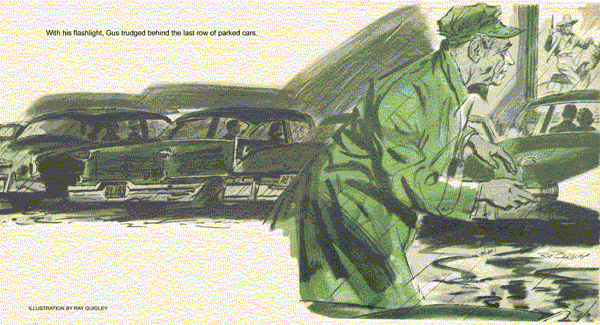 With his flashlight, Gus trudged behind the last row of parked cars.
ILLUSTRATION BY RAY QUIGLEY